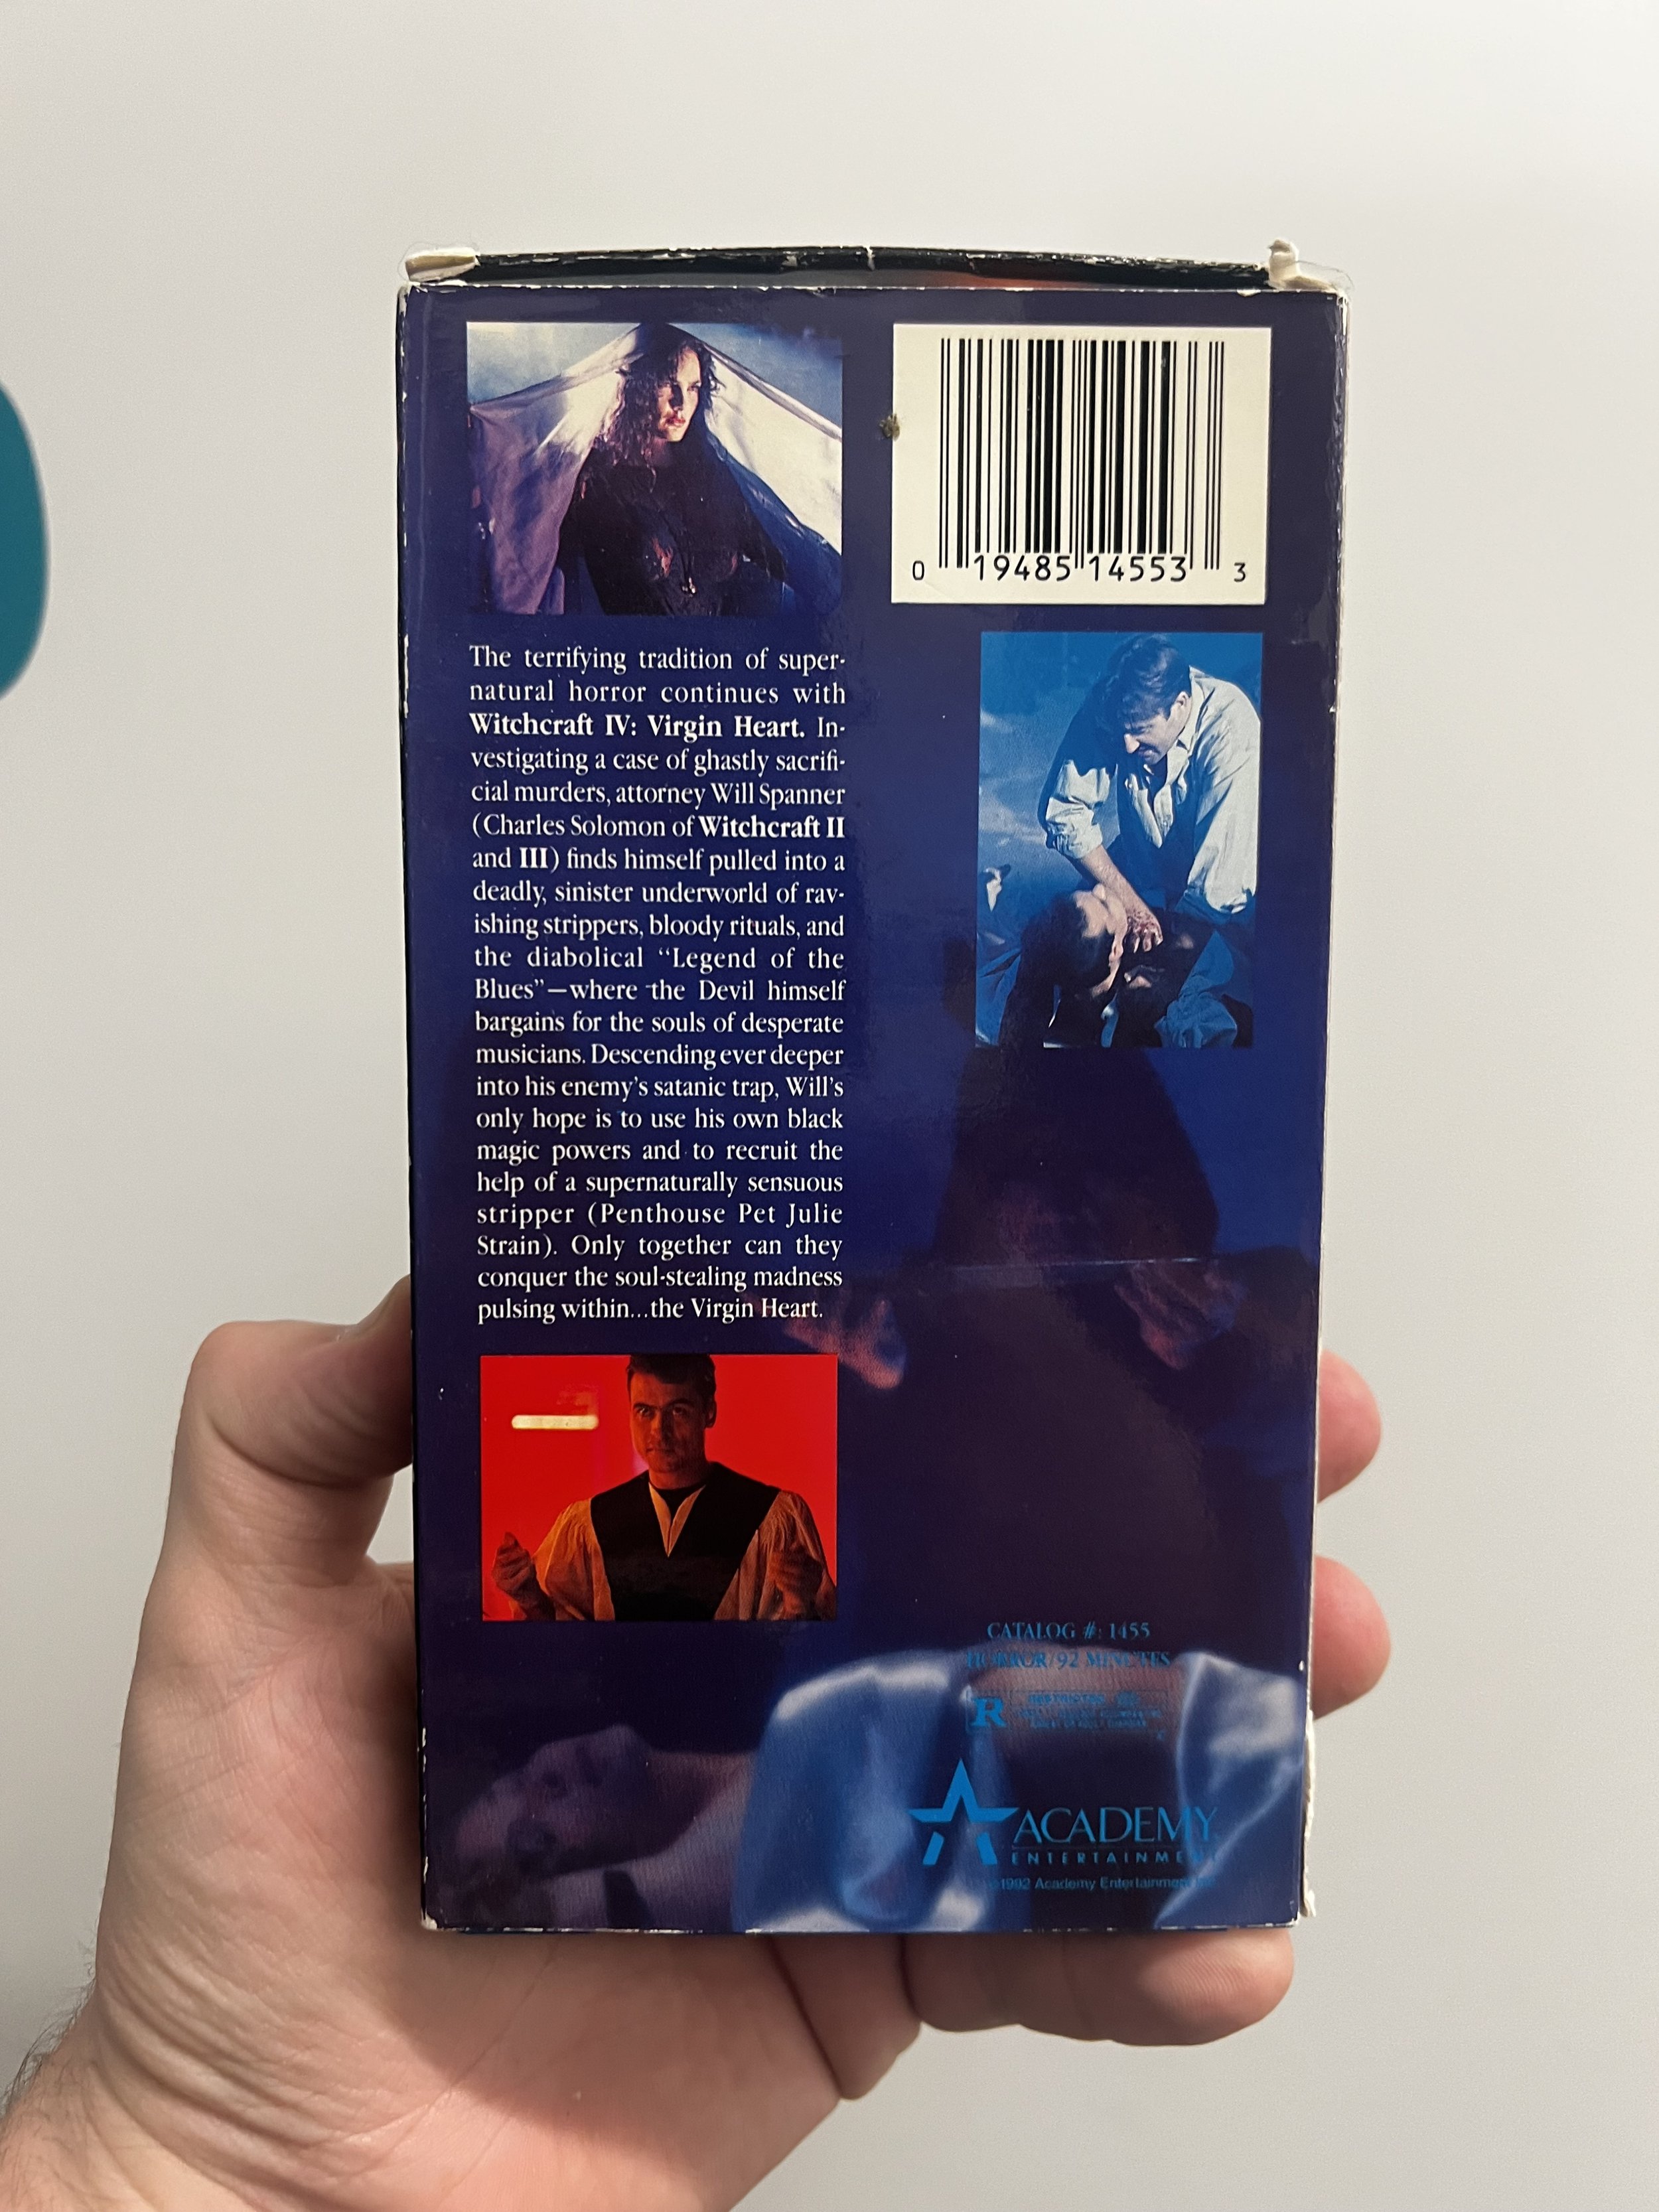 0 19485 14553 3
The terrifying tradition of super-
natural horror continues with
Witchcraft IV: Virgin Heart. In-
vestigating a case of ghastly sacrifi-
cial murders, attorney Will Spanner
(Charles Solomon of Witchcraft II
and III) finds himself pulled into a
deadly, sinister underworld of rav-
ishing strippers, bloody rituals, and
the diabolical “Legend of the
Blues”—where the Devil himself
bargains for the souls of desperate
musicians. Descending ever deeper
into his enemy’s satanic trap, Will’s
only hope is to use his own black
magic powers and to recruit the
help of a supernaturally sensuous
stripper (Penthouse Pet Julie
Strain). Only together can they
conquer the soul-stealing madness
pulsing within...the Virgin Heart.
CATALOG #: 1455
HORROR/92 MINUTES
R RESTRICTED
ACADEMY
ENTERTAINMENT
©1992 Academy Entertainment